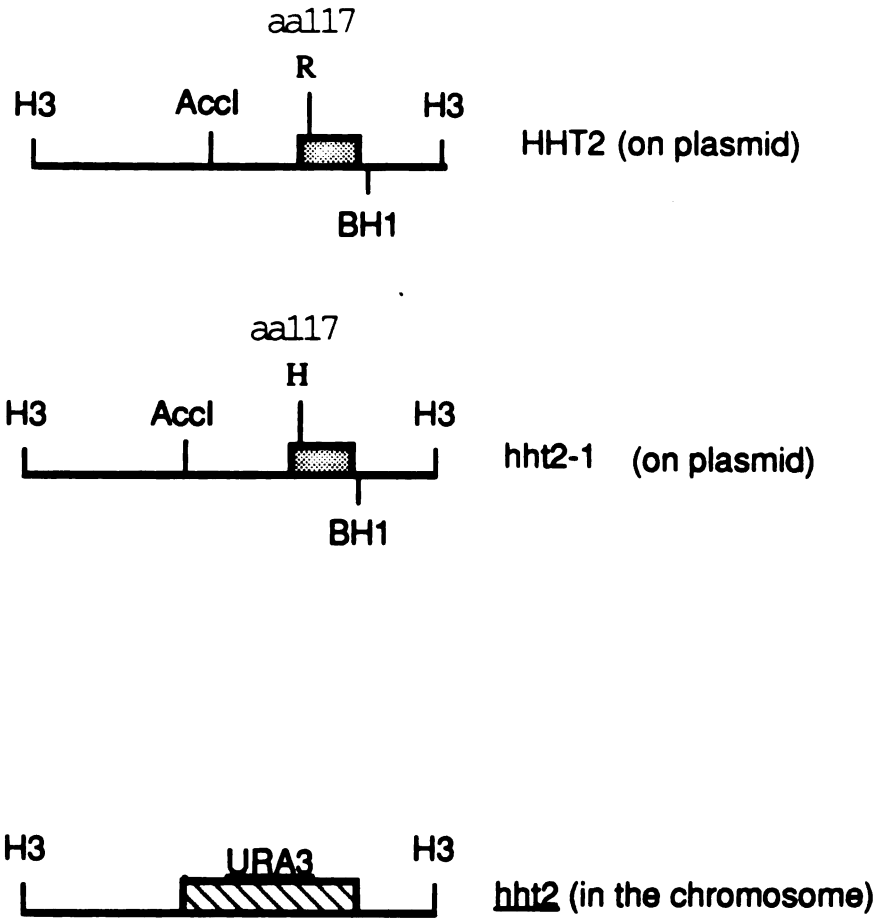 aa117
R
H3 AccI H3
HHT2 (on plasmid)
BH1
aa117
H
H3 AccI H3
hht2-1 (on plasmid)
BH1
H3 URA3 H3
hht2 (in the chromosome)